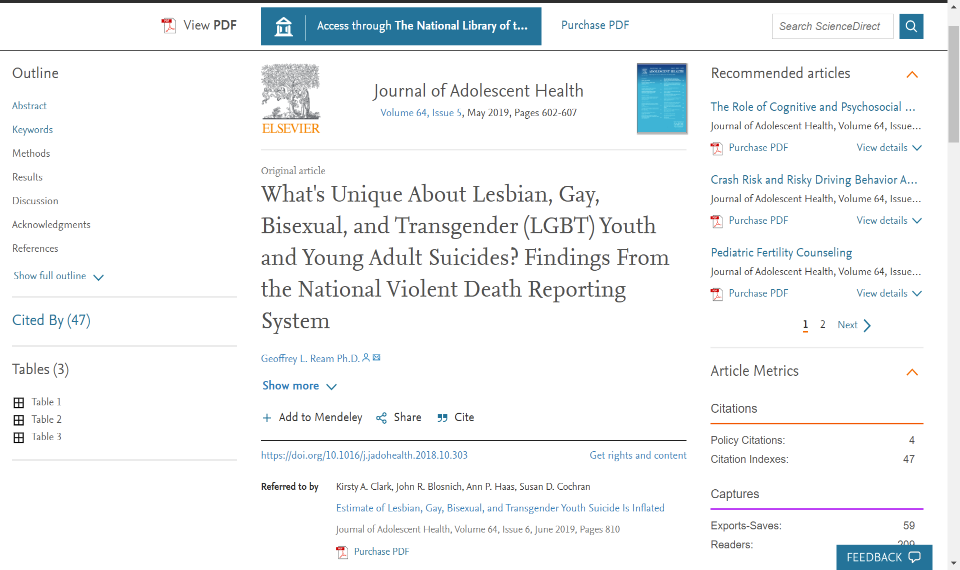 View PDF
Access through The National Library of t...
Purchase PDF
Search ScienceDirect
Outline
Abstract
Keywords
Methods
Results
Discussion
Acknowledgments
References
Show full outline
Cited By (47)
Tables (3)
Table 1
Table 2
Table 3
ELSEVIER
Journal of Adolescent Health
Volume 64, Issue 5, May 2019, Pages 602-607
Original article
What's Unique About Lesbian, Gay,
Bisexual, and Transgender (LGBT) Youth
and Young Adult Suicides? Findings From
the National Violent Death Reporting
System
Geoffrey L. Ream Ph.D.
Show more
+ Add to Mendeley Share Cite
https://doi.org/10.1016/j.jadohealth.2018.10.303
Get rights and content
Referred to by Kirsty A. Clark, John R. Blosnich, Ann P. Haas, Susan D. Cochran
Estimate of Lesbian, Gay, Bisexual, and Transgender Youth Suicide Is Inflated
Journal of Adolescent Health, Volume 64, Issue 6, June 2019, Pages 810
Purchase PDF
Recommended articles
The Role of Cognitive and Psychosocial ...
Journal of Adolescent Health, Volume 64, Issue...
Purchase PDF View details
Crash Risk and Risky Driving Behavior A...
Journal of Adolescent Health, Volume 64, Issue...
Purchase PDF View details
Pediatric Fertility Counseling
Journal of Adolescent Health, Volume 64, Issue...
Purchase PDF View details
1 2 Next
Article Metrics
Citations
Policy Citations: 4
Citation Indexes: 47
Captures
Exports-Saves: 59
Readers: 209
FEEDBACK